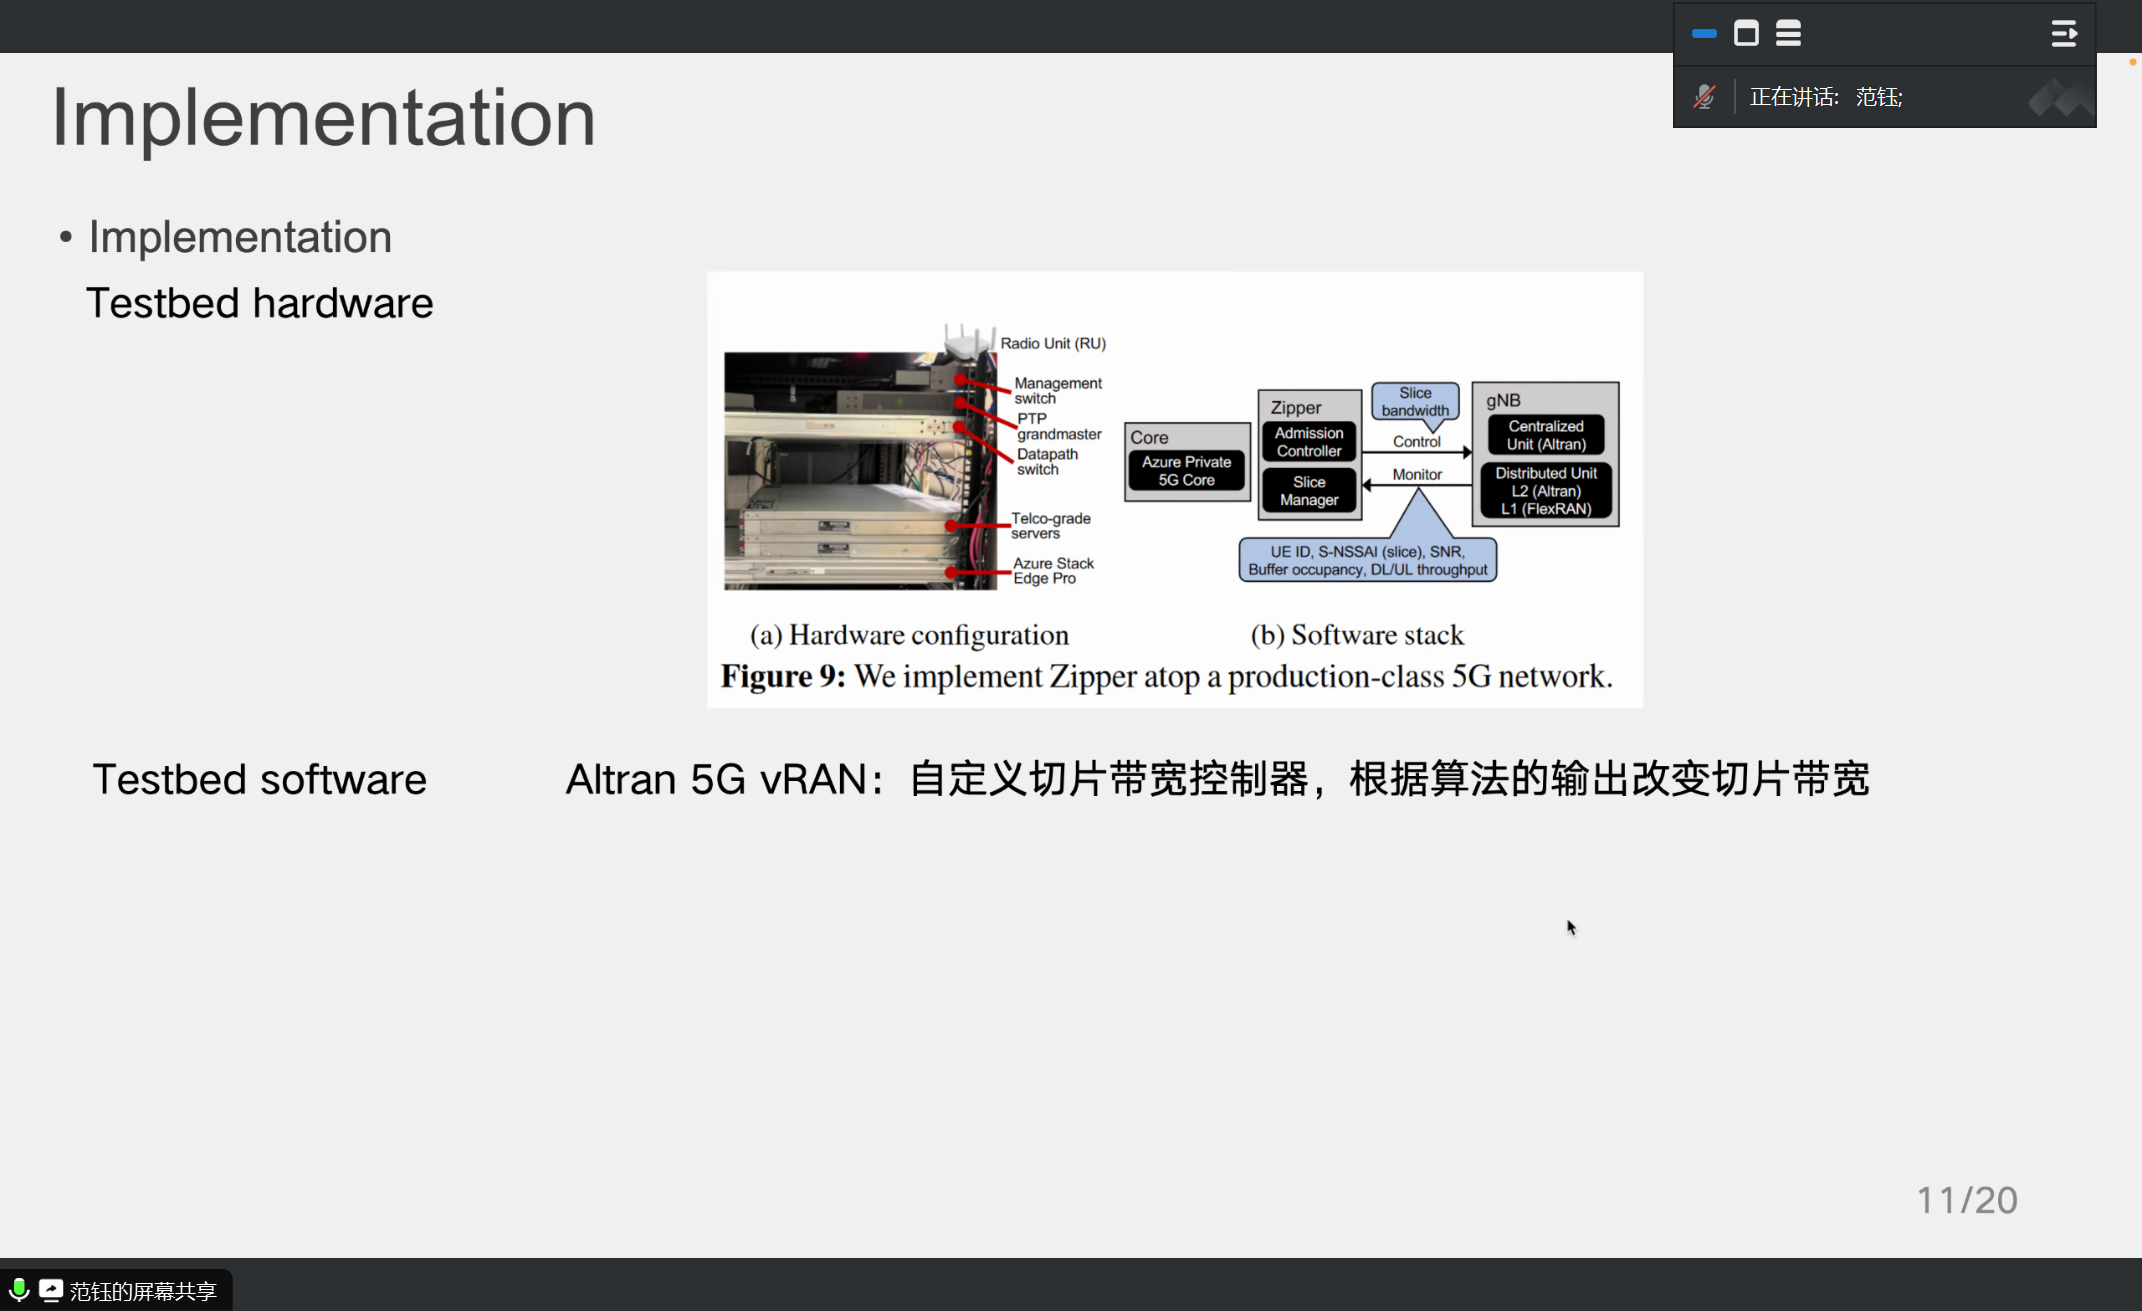 正在讲话: 范钰;
Implementation
• Implementation
Testbed hardware
Radio Unit (RU)
Management
switch
PTP
grandmaster
Datapath
switch
Telco-grade
servers
Azure Stack
Edge Pro
Core
Azure Private
5G Core
Zipper
Admission
Controller
Slice
Manager
Slice
bandwidth
Control
Monitor
gNB
Centralized
Unit (Altran)
Distributed Unit
L2 (Altran)
L1 (FlexRAN)
UE ID, S-NSSAI (slice), SNR,
Buffer occupancy, DL/UL throughput
(a) Hardware configuration
(b) Software stack
Figure 9: We implement Zipper atop a production-class 5G network.
Testbed software
Altran 5G vRAN：自定义切片带宽控制器，根据算法的输出改变切片带宽
11/20
范钰的屏幕共享